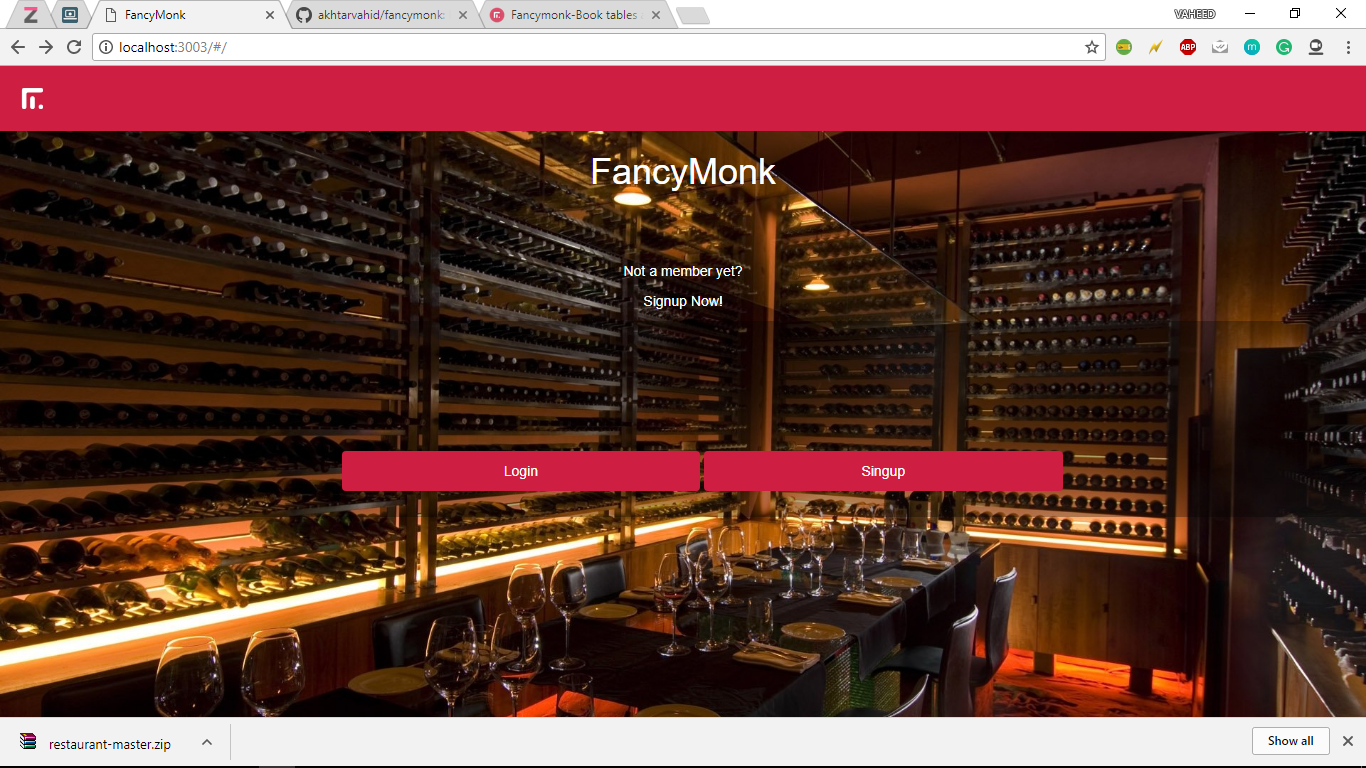 FancyMonk
akhtarvahid/fancymonk:
Fancymonk-Book tables
VAHEED
localhost:3003/#/
ABP
m
FancyMonk
Not a member yet?
Signup Now!
Login
Singup
restaurant-master.zip
Show all